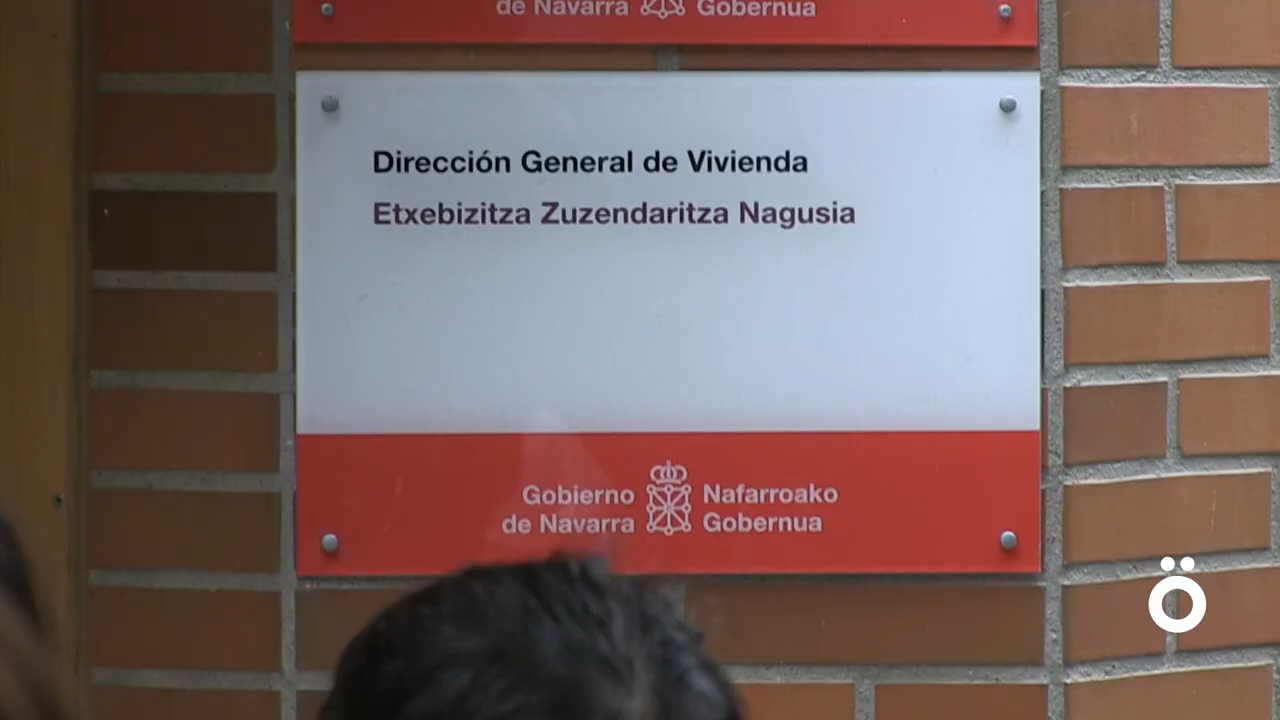 de Navarra Gobernua
Dirección General de Vivienda
Etxebizitza Zuzendaritza Nagusia
Gobierno Nafarroako
de Navarra Gobernua
Ö